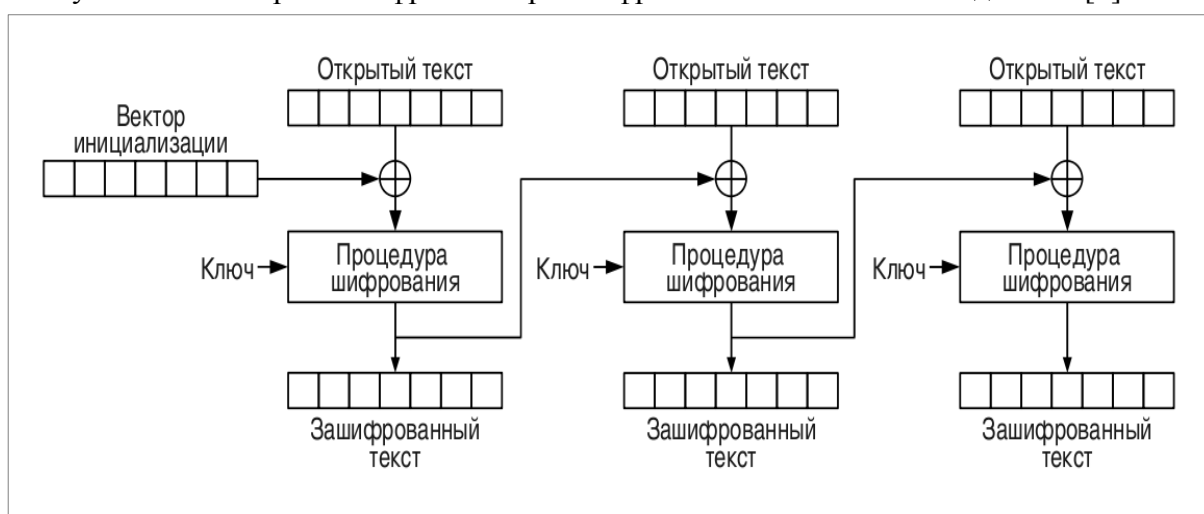 Открытый текст
Открытый текст
Открытый текст
Вектор
инициализации
Ключ
Процедура
шифрования
Ключ
Процедура
шифрования
Ключ
Процедура
шифрования
Зашифрованный
текст
Зашифрованный
текст
Зашифрованный
текст